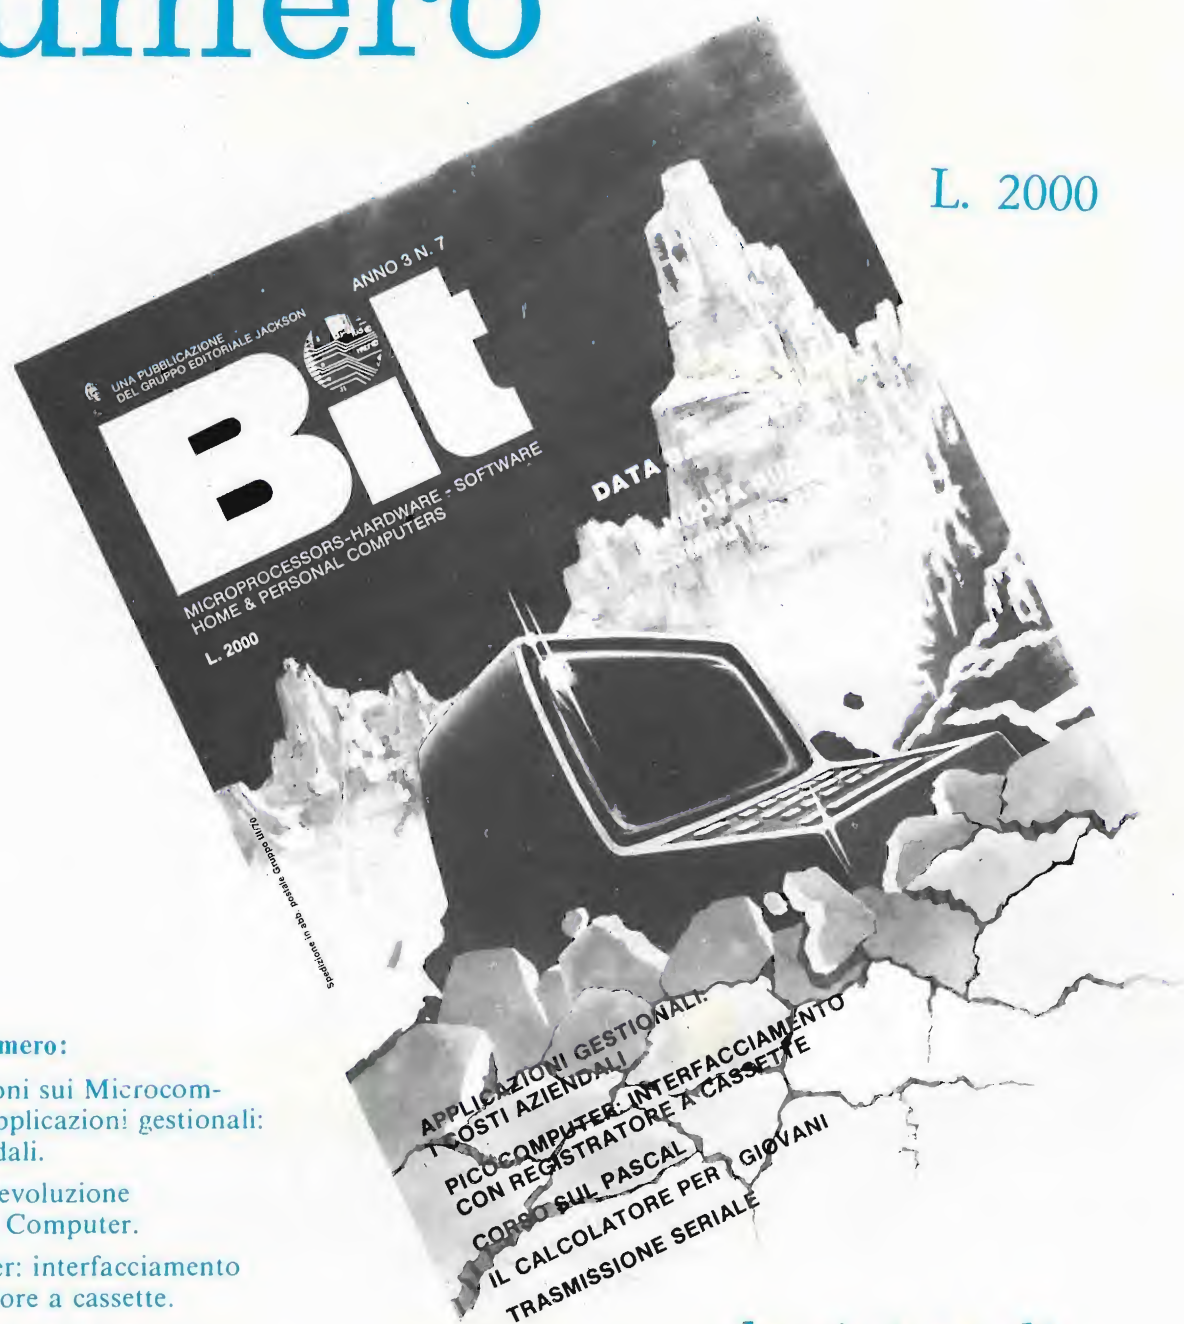 umero
L. 2000
ANNO 3 N. 7
UNA PUBBLICAZIONE
DEL GRUPPO EDITORIALE JACKSON
Bit
MICROPROCESSORS-HARDWARE - SOFTWARE
HOME & PERSONAL COMPUTERS
L. 2000
DATA
NUOVA
Spedizione in abb. postale Gruppo III/70
APPLICAZIONI GESTIONALI:
I COSTI AZIENDALI
PICOCOMPUTER: INTERFACCIAMENTO
CON REGISTRATORE A CASSETTE
CORSO SUL PASCAL
IL CALCOLATORE PER I GIOVANI
TRASMISSIONE SERIALE
mero:
oni sui Microcom-
pplicazioni gestionali:
dali.
evoluzione
Computer.
er: interfacciamento
ore a cassette.